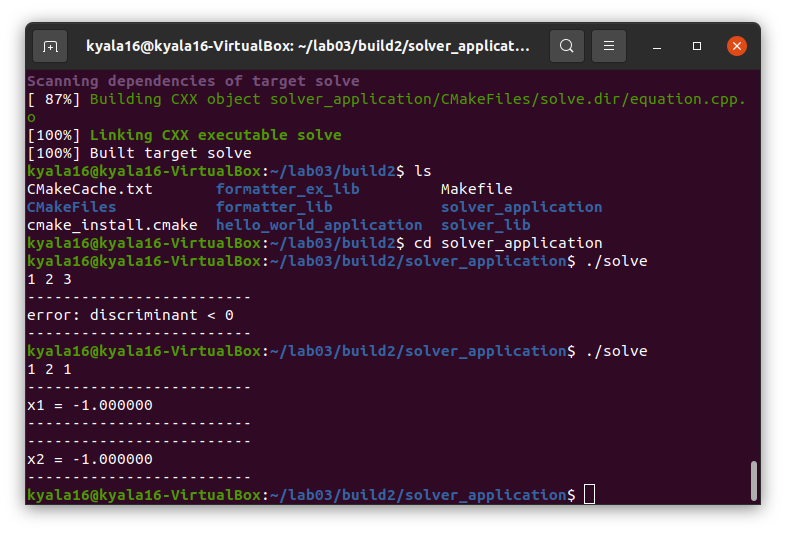 kyala16@kyala16-VirtualBox: ~/lab03/build2/solver_applicat...
Scanning dependencies of target solve
[ 87%] Building CXX object solver_application/CMakeFiles/solve.dir/equation.cpp.
o
[100%] Linking CXX executable solve
[100%] Built target solve
kyala16@kyala16-VirtualBox:~/lab03/build2$ ls
CMakeCache.txt       formatter_ex_lib         Makefile
CMakeFiles           formatter_lib            solver_application
cmake_install.cmake  hello_world_application  solver_lib
kyala16@kyala16-VirtualBox:~/lab03/build2$ cd solver_application
kyala16@kyala16-VirtualBox:~/lab03/build2/solver_application$ ./solve
1 2 3
-------------------------
error: discriminant < 0
-------------------------
kyala16@kyala16-VirtualBox:~/lab03/build2/solver_application$ ./solve
1 2 1
-------------------------
x1 = -1.000000
-------------------------
-------------------------
x2 = -1.000000
-------------------------
kyala16@kyala16-VirtualBox:~/lab03/build2/solver_application$